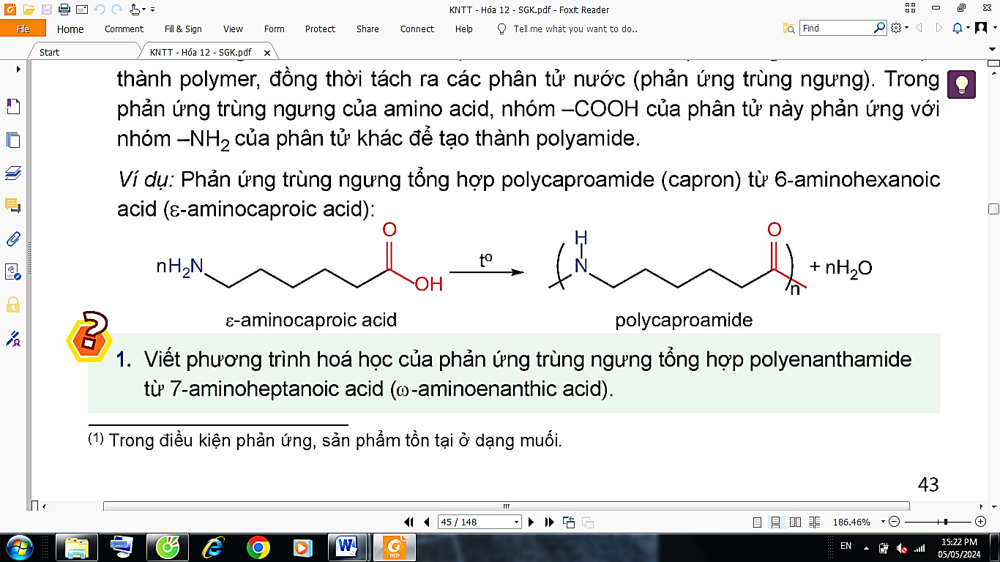 KNTT - Hóa 12 - SGK.pdf - Foxit Reader
File Home Comment Fill & Sign View Form Protect Share Connect Help Tell me what you want to do.. Find
Start KNTT - Hóa 12 - SGK.pdf
thành polymer, đồng thời tách ra các phân tử nước (phản ứng trùng ngưng). Trong
phản ứng trùng ngưng của amino acid, nhóm –COOH của phân tử này phản ứng với
nhóm –NH2 của phân tử khác để tạo thành polyamide.
Ví dụ: Phản ứng trùng ngưng tổng hợp polycaproamide (capron) từ 6-aminohexanoic
acid (ε-aminocaproic acid):
nH2N O OH t° H N O n + nH2O
ε-aminocaproic acid polycaproamide
?
1. Viết phương trình hoá học của phản ứng trùng ngưng tổng hợp polyenanthamide
từ 7-aminoheptanoic acid (ω-aminoenanthic acid).
(1) Trong điều kiện phản ứng, sản phẩm tồn tại ở dạng muối.
43
45 / 148 186.46%
EN 15:22 PM
05/05/2024